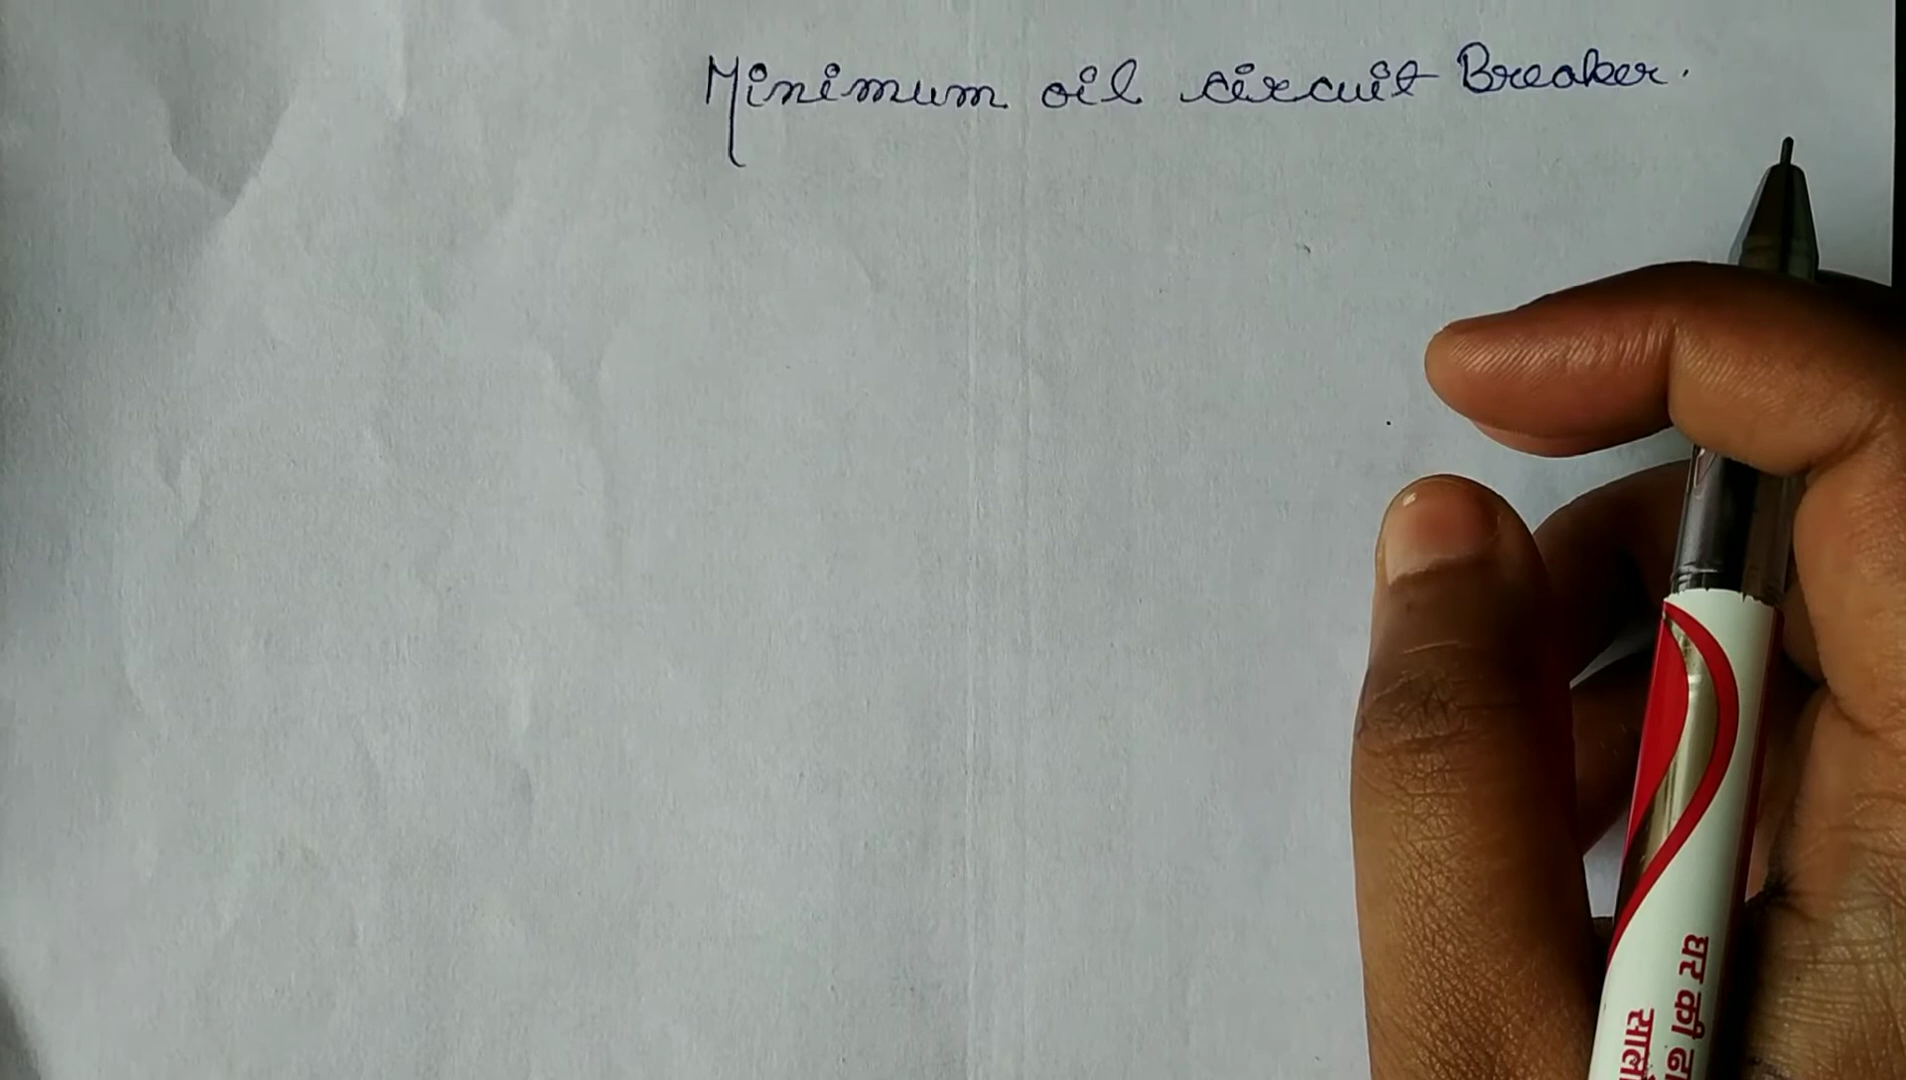 Minimum oil circuit Breaker.
घर की